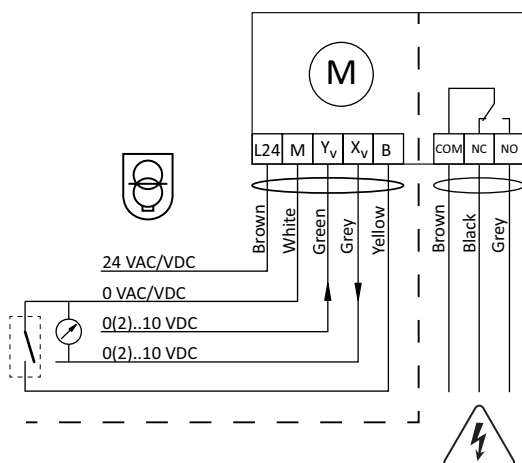 M
L24 M Yv Xv B COM NC NO
Brown White Green Grey Yellow Brown Black Grey
24 VAC/VDC
0 VAC/VDC
0(2)..10 VDC
0(2)..10 VDC